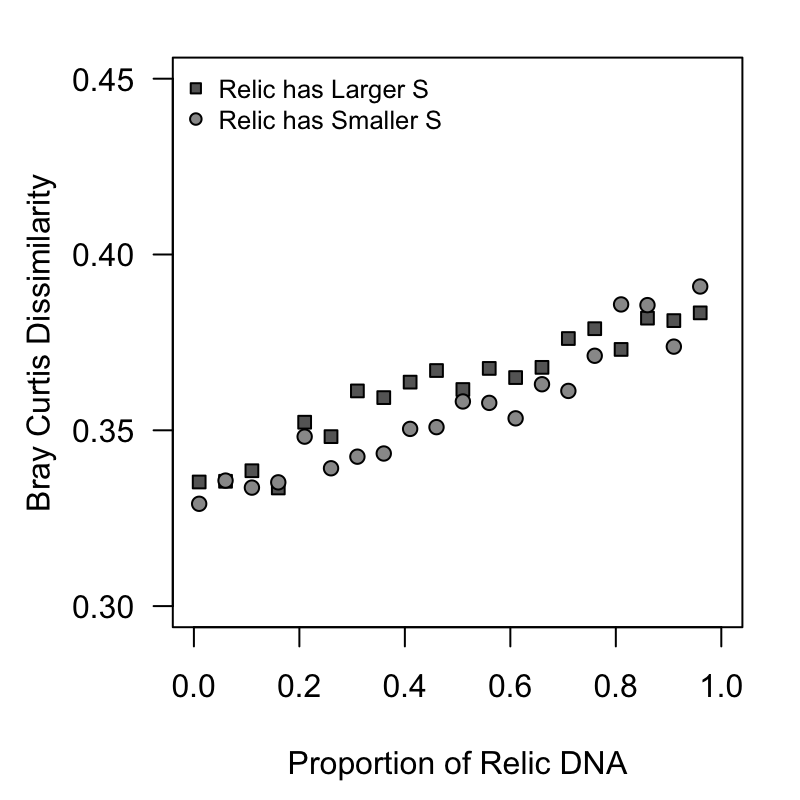 0.45
0.40
0.35
0.30
Bray Curtis Dissimilarity
Relic has Larger S
Relic has Smaller S
0.0 0.2 0.4 0.6 0.8 1.0
Proportion of Relic DNA